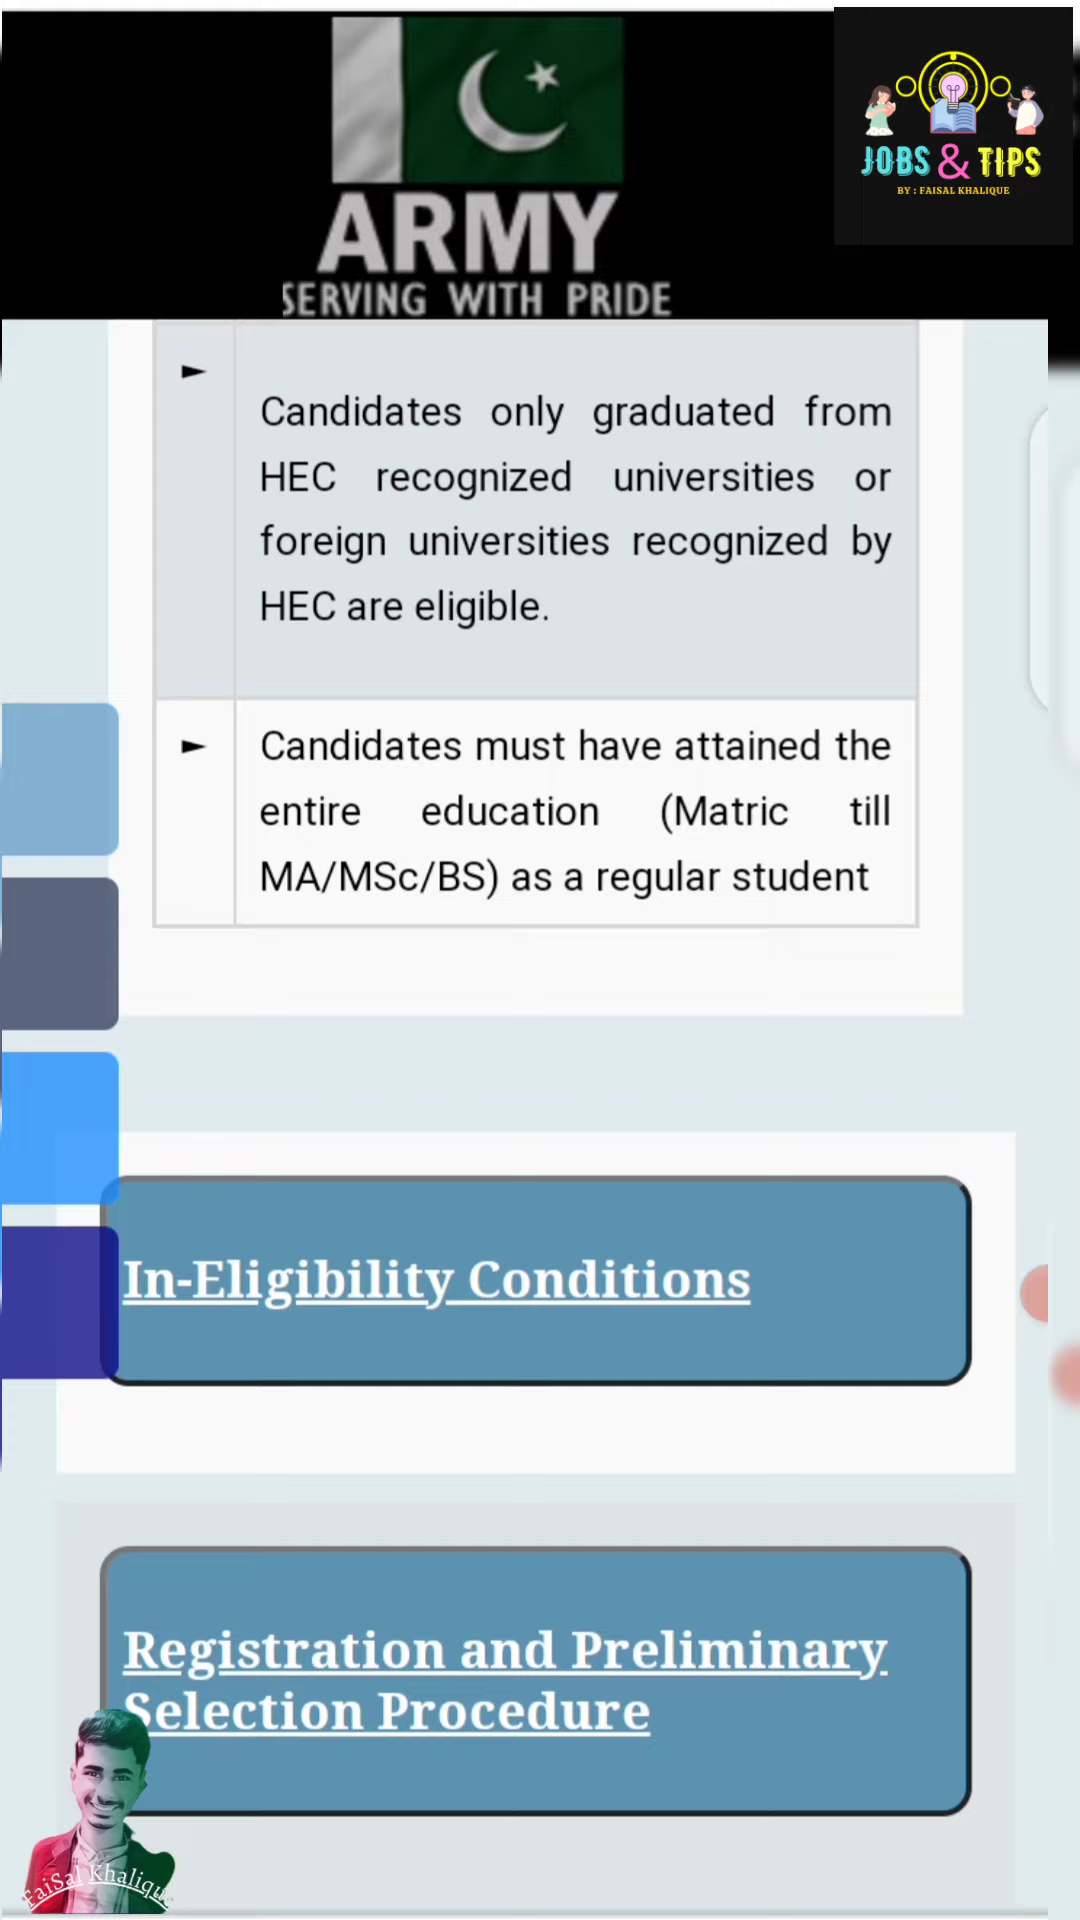 JOBS & TIPS
BY : FAISAL KHALIQUE
ARMY
SERVING WITH PRIDE
► Candidates only graduated from
HEC recognized universities or
foreign universities recognized by
HEC are eligible.
► Candidates must have attained the
entire education (Matric till
MA/MSc/BS) as a regular student
In-Eligibility Conditions
Registration and Preliminary
Selection Procedure
FaiSal Khalique